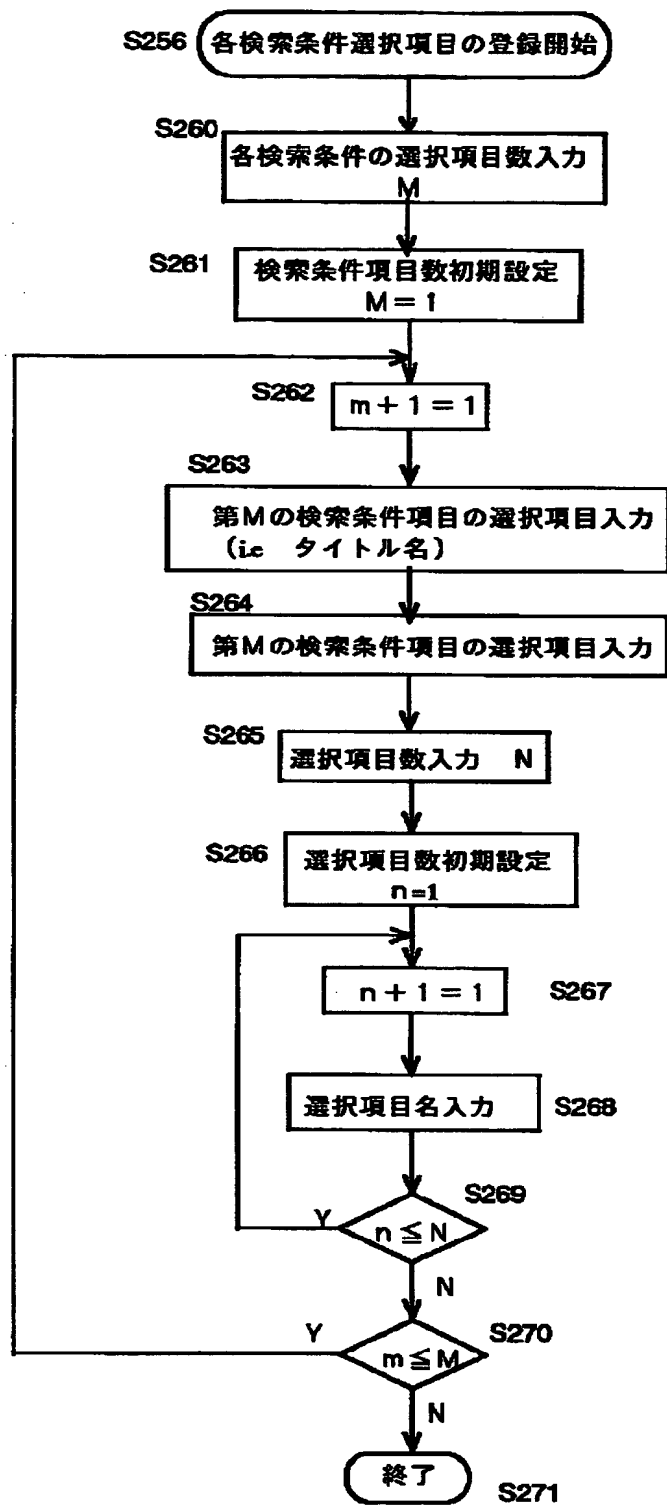 S256 各検索条件選択項目の登録開始
S260
各検索条件の選択項目数入力
M
S261
検索条件項目数初期設定
M=1
S262
m+1=1
S263
第Mの検索条件項目の選択項目入力
(i.e タイトル名)
S264
第Mの検索条件項目の選択項目入力
S265
選択項目数入力 N
S266
選択項目数初期設定
n=1
n+1=1 S267
選択項目名入力 S268
S269
Y
n≦N
N
Y
S270
m≦M
N
終了
S271